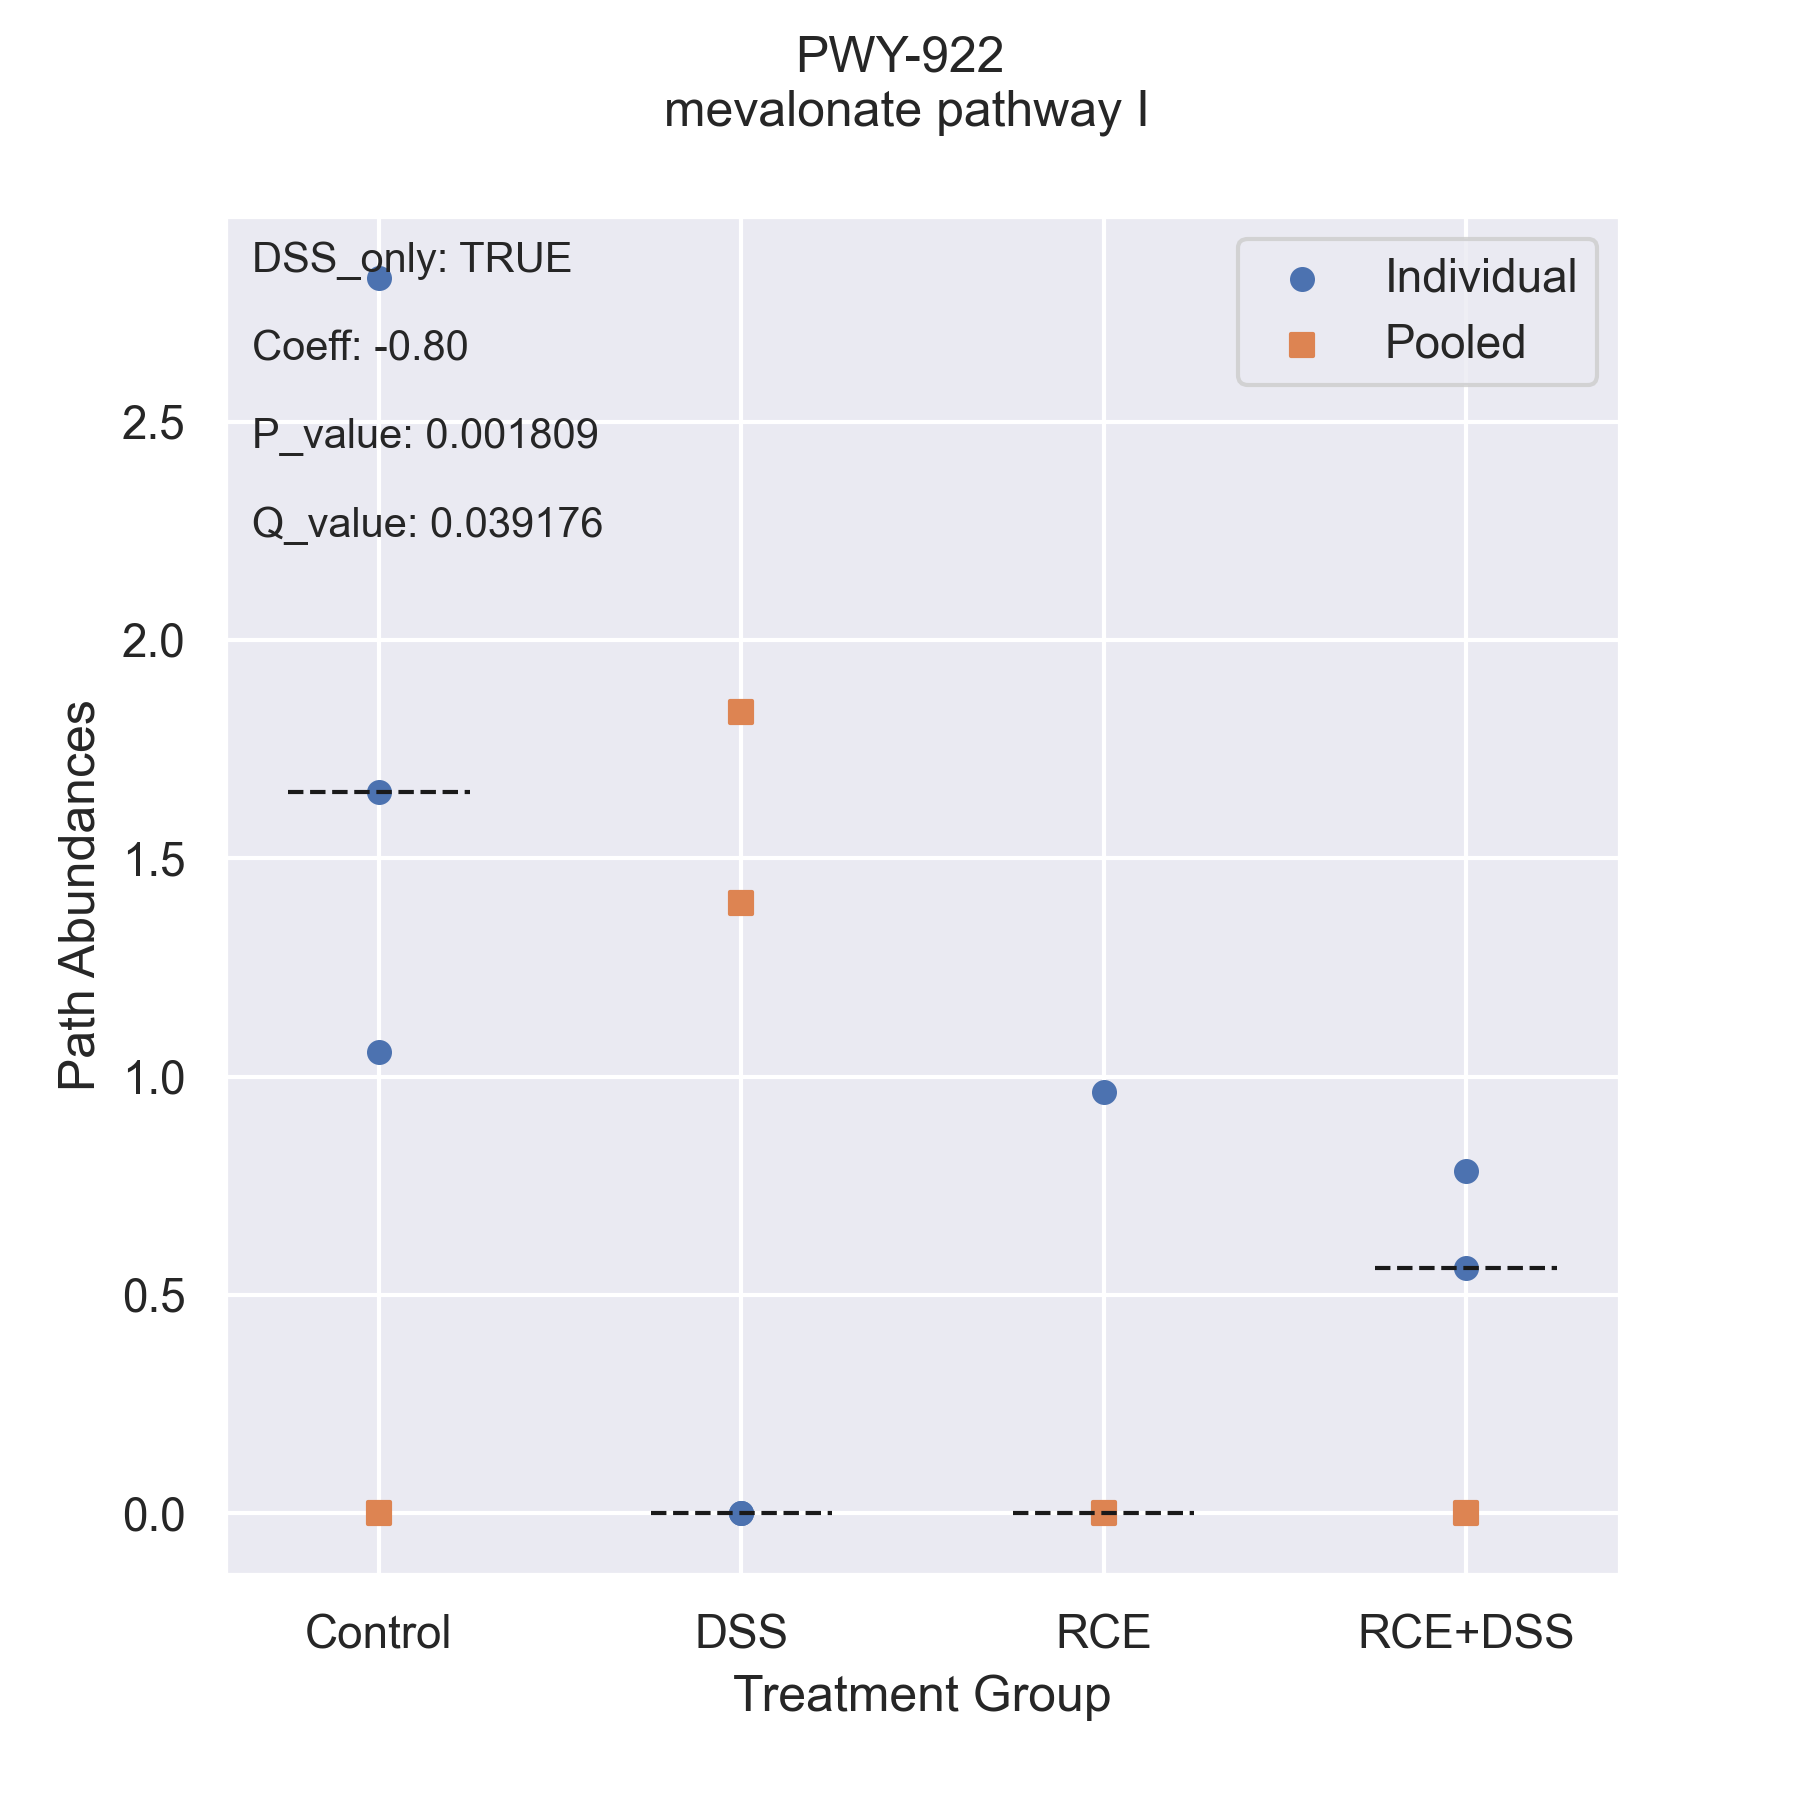 PWY-922
mevalonate pathway I
DSS_only: TRUE
Coeff: -0.80
P_value: 0.001809
Q_value: 0.039176
Individual
Pooled
2.5
2.0
1.5
1.0
0.5
0.0
Path Abundances
Control
DSS
RCE
RCE+DSS
Treatment Group